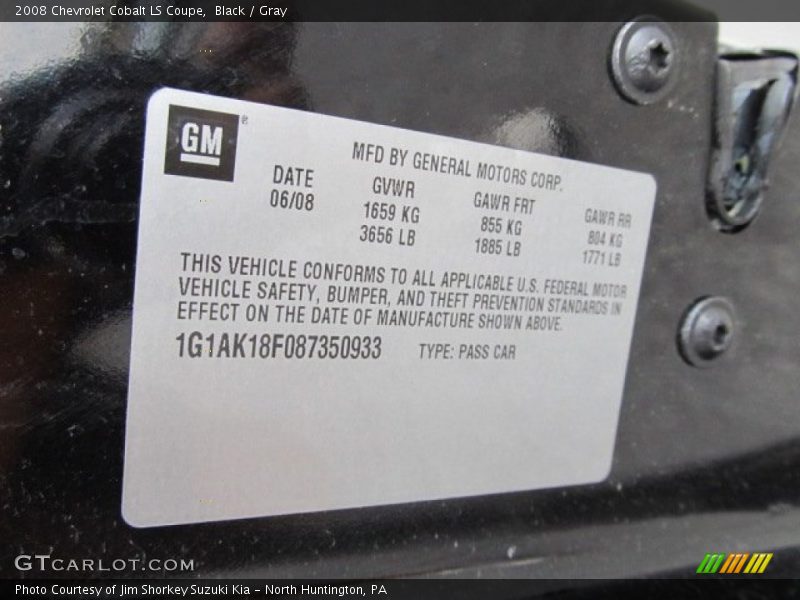 2008 Chevrolet Cobalt LS Coupe, Black / Gray
GM ®
MFD BY GENERAL MOTORS CORP.
DATE GVWR GAWR FRT GAWR RR
06/08 1659 KG 855 KG 804 KG
3656 LB 1885 LB 1771 LB
THIS VEHICLE CONFORMS TO ALL APPLICABLE U.S. FEDERAL MOTOR
VEHICLE SAFETY, BUMPER, AND THEFT PREVENTION STANDARDS IN
EFFECT ON THE DATE OF MANUFACTURE SHOWN ABOVE.
1G1AK18F087350933 TYPE: PASS CAR
GTCARLOT.COM
Photo Courtesy of Jim Shorkey Suzuki Kia - North Huntington, PA